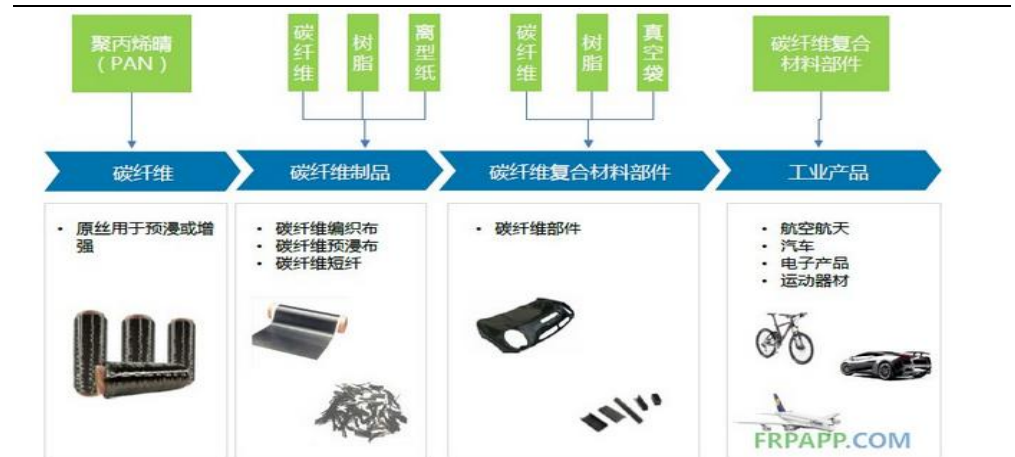 聚丙烯晴
（PAN）
碳纤维
树脂
离型纸
碳纤维
树脂
真空袋
碳纤维复合
材料部件
碳纤维
碳纤维制品
碳纤维复合材料部件
工业产品
• 原丝用于预浸或增
强
• 碳纤维编织布
• 碳纤维预浸布
• 碳纤维短纤
• 碳纤维部件
• 航空航天
• 汽车
• 电子产品
• 运动器材
FRPAPP.COM